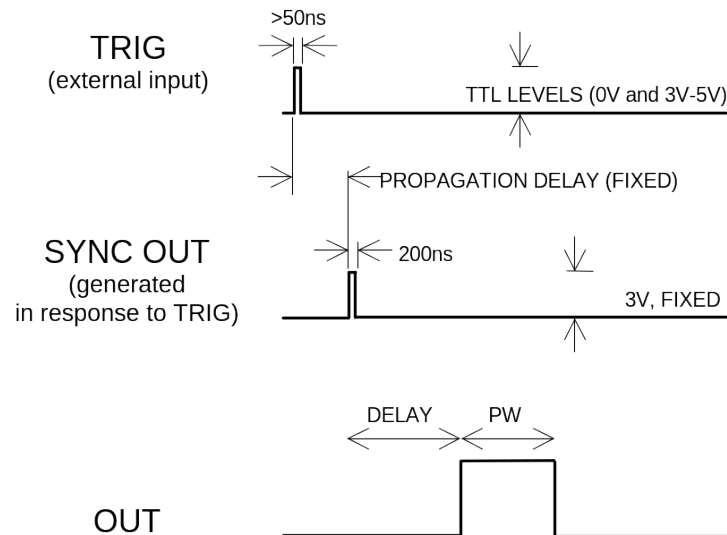 >50ns
TRIG
(external input)
TTL LEVELS (0V and 3V-5V)
PROPAGATION DELAY (FIXED)
SYNC OUT
(generated
in response to TRIG)
200ns
3V, FIXED
DELAY
PW
OUT